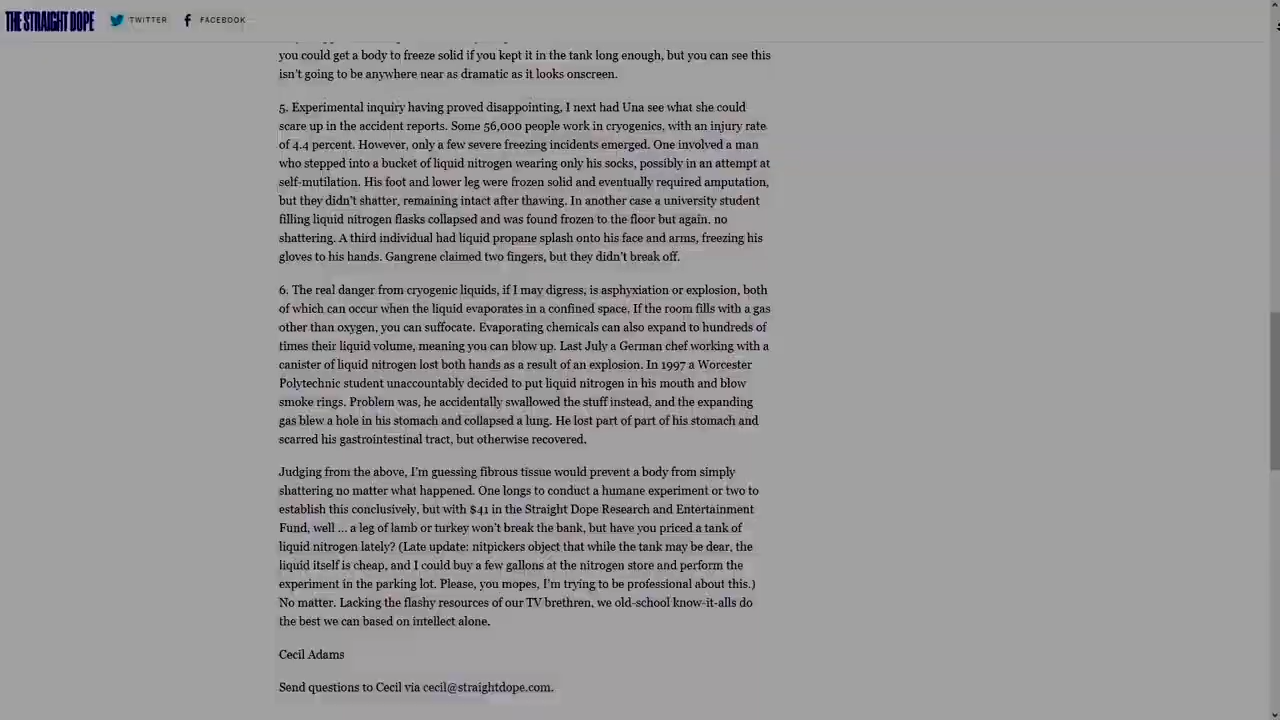 THE STRAIGHT DOPE TWITTER FACEBOOK
you could get a body to freeze solid if you kept it in the tank long enough, but you can see this
isn't going to be anywhere near as dramatic as it looks onscreen.
5. Experimental inquiry having proved disappointing, I next had Una see what she could
scare up in the accident reports. Some 56,000 people work in cryogenics, with an injury rate
of 4.4 percent. However, only a few severe freezing incidents emerged. One involved a man
who stepped into a bucket of liquid nitrogen wearing only his socks, possibly in an attempt at
self-mutilation. His foot and lower leg were frozen solid and eventually required amputation,
but they didn't shatter, remaining intact after thawing. In another case a university student
filling liquid nitrogen flasks collapsed and was found frozen to the floor but again. no
shattering. A third individual had liquid propane splash onto his face and arms, freezing his
gloves to his hands. Gangrene claimed two fingers, but they didn't break off.
6. The real danger from cryogenic liquids, if I may digress, is asphyxiation or explosion, both
of which can occur when the liquid evaporates in a confined space. If the room fills with a gas
other than oxygen, you can suffocate. Evaporating chemicals can also expand to hundreds of
times their liquid volume, meaning you can blow up. Last July a German chef working with a
canister of liquid nitrogen lost both hands as a result of an explosion. In 1997 a Worcester
Polytechnic student unaccountably decided to put liquid nitrogen in his mouth and blow
smoke rings. Problem was, he accidentally swallowed the stuff instead, and the expanding
gas blew a hole in his stomach and collapsed a lung. He lost part of part of his stomach and
scarred his gastrointestinal tract, but otherwise recovered.
Judging from the above, I'm guessing fibrous tissue would prevent a body from simply
shattering no matter what happened. One longs to conduct a humane experiment or two to
establish this conclusively, but with $41 in the Straight Dope Research and Entertainment
Fund, well ... a leg of lamb or turkey won't break the bank, but have you priced a tank of
liquid nitrogen lately? (Late update: nitpickers object that while the tank may be dear, the
liquid itself is cheap, and I could buy a few gallons at the nitrogen store and perform the
experiment in the parking lot. Please, you mopes, I'm trying to be professional about this.)
No matter. Lacking the flashy resources of our TV brethren, we old-school know-it-alls do
the best we can based on intellect alone.
Cecil Adams
Send questions to Cecil via cecil@straightdope.com.